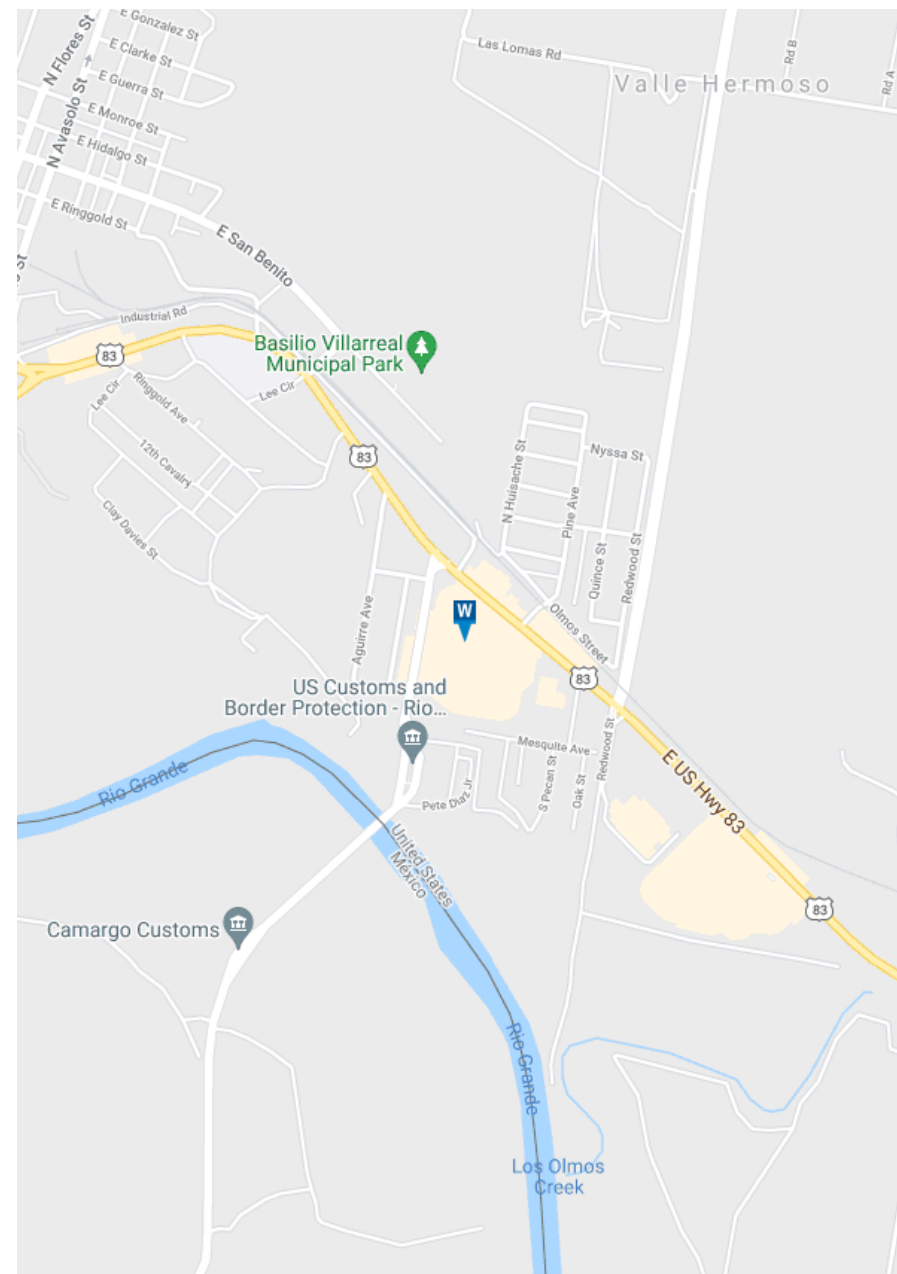 E Gonzalez St
N Flores St
E Clarke St
E Guerra St
N Avasolo St
E Monroe St
E Hidalgo St
E Ringgold St
St
E San Benito
Las Lomas Rd
Rd B
Rd A
Valle Hermoso
Industrial Rd
83
Basilio Villarreal
Municipal Park
Lee Cir
Ringgold Ave
Lee Cir
12th Cavalry
Clay Davies St
83
N Huisache St
Nyssa St
Pine Ave
Quince St
Redwood St
Aguirre Ave
W
Olmos Street
83
US Customs and
Border Protection - Rio...
Mesquite Ave
Redwood St
S Pecan St
Oak St
Pete Diaz Jr
E US Hwy 83
Rio Grande
United States
México
83
Camargo Customs
Rio Grande
Los Olmos
Creek